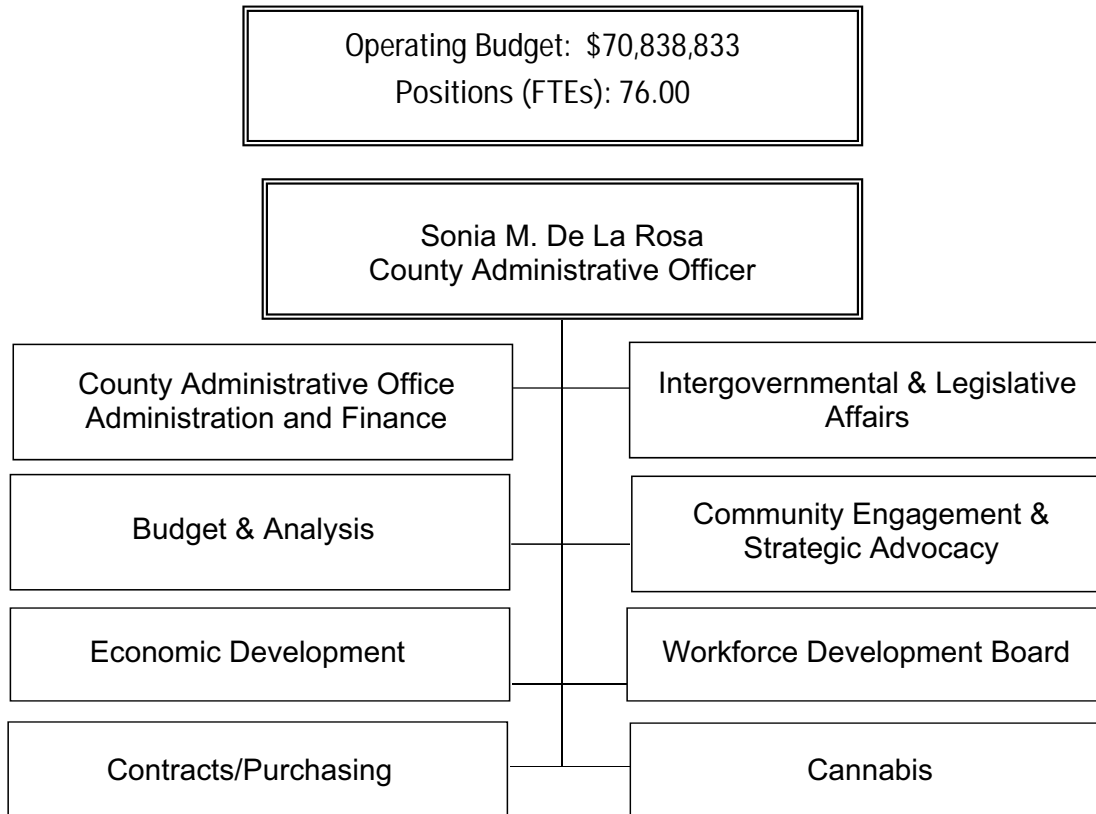 Operating Budget: $70,838,833
Positions (FTEs): 76.00
Sonia M. De La Rosa
County Administrative Officer
County Administrative Office
Administration and Finance
Intergovernmental & Legislative
Affairs
Budget & Analysis
Community Engagement &
Strategic Advocacy
Economic Development
Workforce Development Board
Contracts/Purchasing
Cannabis